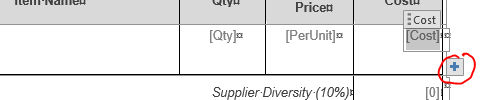 Item·Name¤ Qty¤ Price¤ Cost¤
Cost
[Qty]¤ [PerUnit]¤ [Cost]¤
Supplier·Diversity·(10%)¤ [0]¤